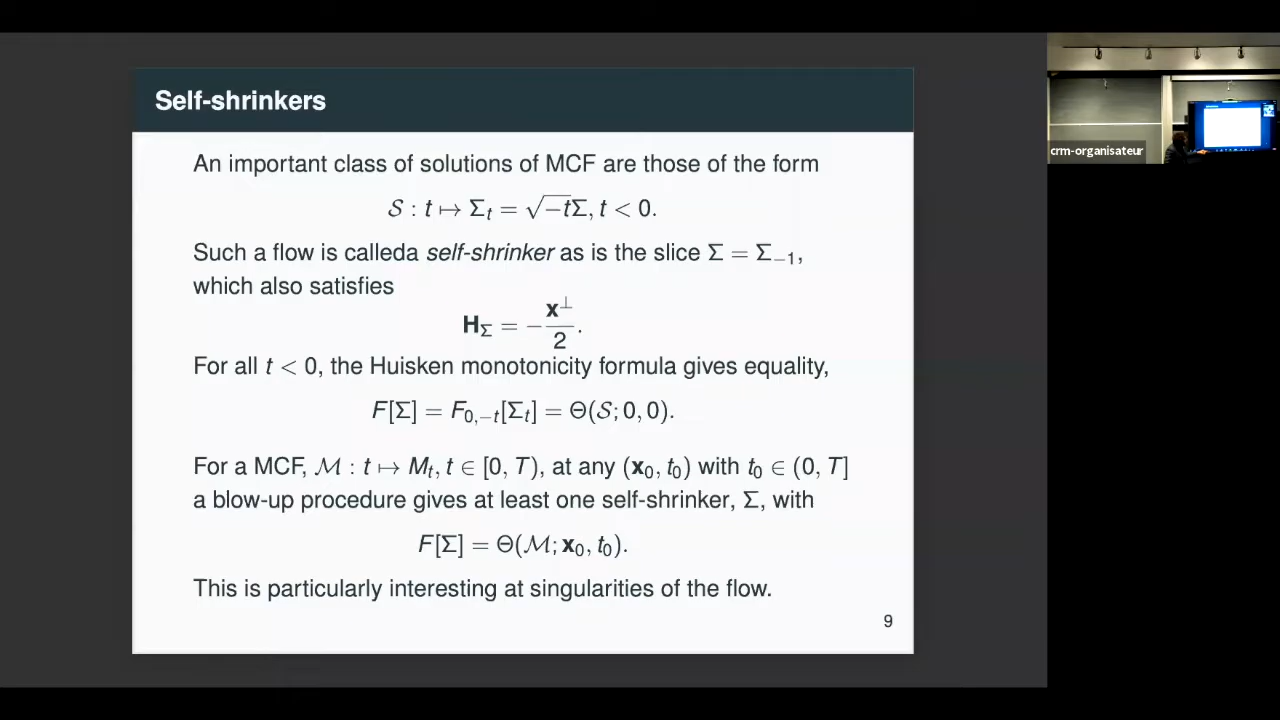 Self-shrinkers
An important class of solutions of MCF are those of the form
𝒮 : t ↦ Σ_t = √−t Σ, t < 0.
Such a flow is calleda self-shrinker as is the slice Σ = Σ_{−1},
which also satisfies
H_Σ = −x^⊥/2.
For all t < 0, the Huisken monotonicity formula gives equality,
F[Σ] = F_{0,−t}[Σ_t] = Θ(𝒮; 0, 0).
For a MCF, ℳ : t ↦ M_t, t ∈ [0, T), at any (x_0, t_0) with t_0 ∈ (0, T]
a blow-up procedure gives at least one self-shrinker, Σ, with
F[Σ] = Θ(ℳ; x_0, t_0).
This is particularly interesting at singularities of the flow.
9
crm-organisateur